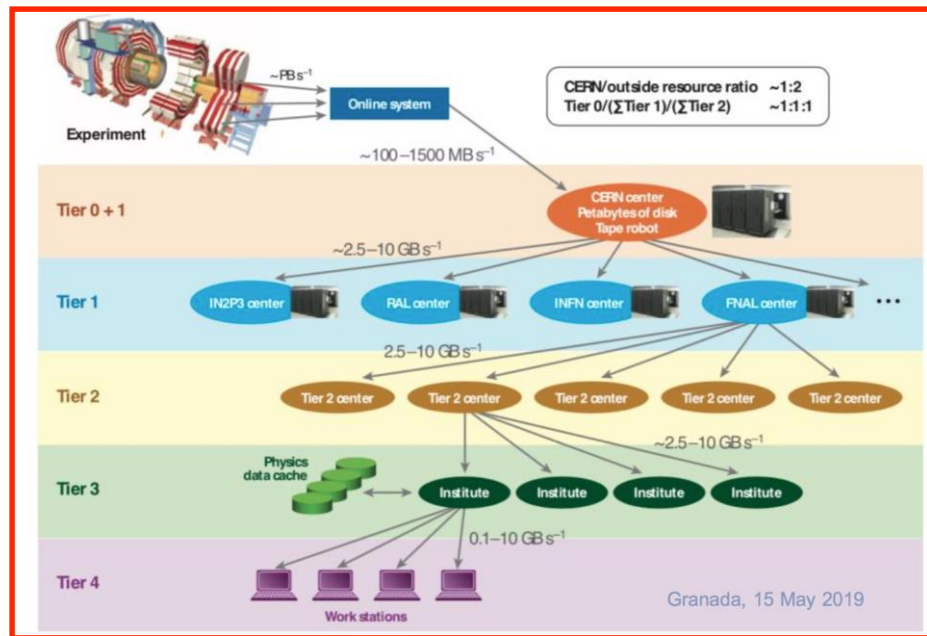 ~PB s⁻¹
Online system
Experiment
CERN/outside resource ratio ~1:2
Tier 0/(∑Tier 1)/(∑Tier 2) ~1:1:1
~100–1500 MB s⁻¹
Tier 0 + 1
CERN center
Petabytes of disk
Tape robot
~2.5–10 GB s⁻¹
Tier 1
IN2P3 center
RAL center
INFN center
FNAL center
...
2.5–10 GB s⁻¹
Tier 2
Tier 2 center
Tier 2 center
Tier 2 center
Tier 2 center
Tier 2 center
~2.5–10 GB s⁻¹
Physics
data cache
Tier 3
Institute
Institute
Institute
Institute
0.1–10 GB s⁻¹
Tier 4
Work stations
Granada, 15 May 2019